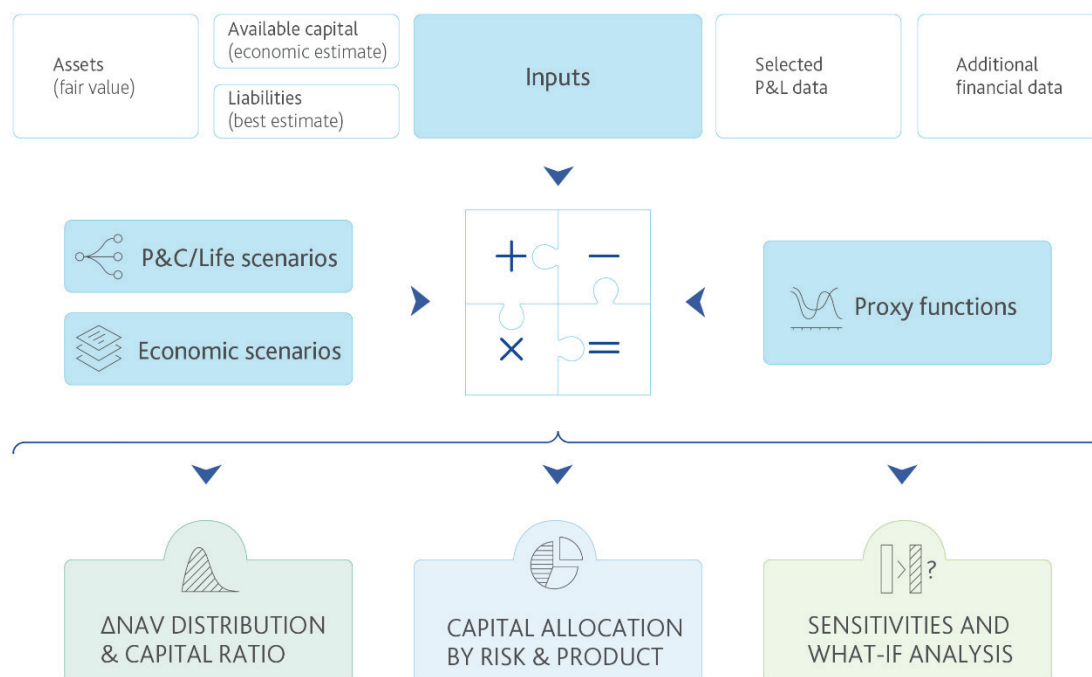 Assets
(fair value)
Available capital
(economic estimate)
Liabilities
(best estimate)
Inputs
Selected
P&L data
Additional
financial data
P&C/Life scenarios
Economic scenarios
+
−
×
=
Proxy functions
ΔNAV DISTRIBUTION
& CAPITAL RATIO
CAPITAL ALLOCATION
BY RISK & PRODUCT
?
SENSITIVITIES AND
WHAT-IF ANALYSIS